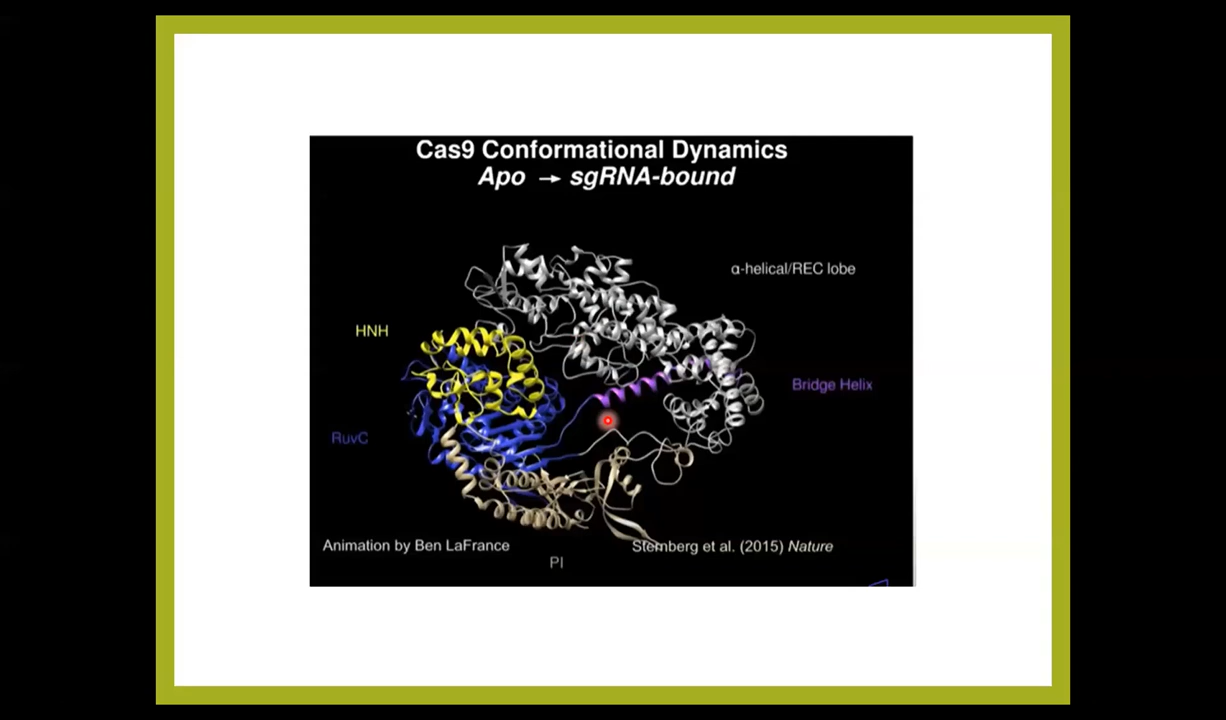 Cas9 Conformational Dynamics
Apo → sgRNA-bound
α-helical/REC lobe
HNH
Bridge Helix
RuvC
Animation by Ben LaFrance
Sternberg et al. (2015) Nature
PI